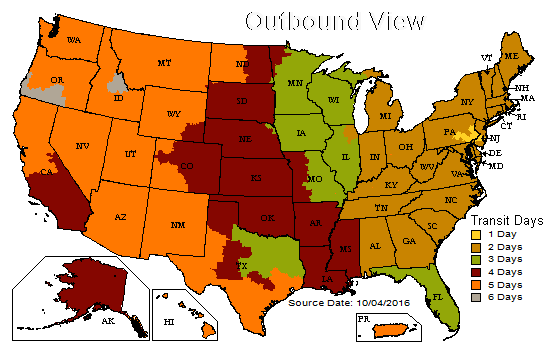 Outbound View
WA
MT
ND
OR
ID
MN
WI
SD
WY
MI
NY
VT
ME
NH
MA
RI
CT
PA
NJ
DE
MD
IA
NE
NV
UT
CO
CA
KS
MO
IL
IN
OH
WV
VA
KY
NC
TN
SC
AZ
NM
OK
AR
MS
AL
GA
TX
LA
FL
AK
HI
PR
Source Date: 10/04/2016
Transit Days
1 Day
2 Days
3 Days
4 Days
5 Days
6 Days